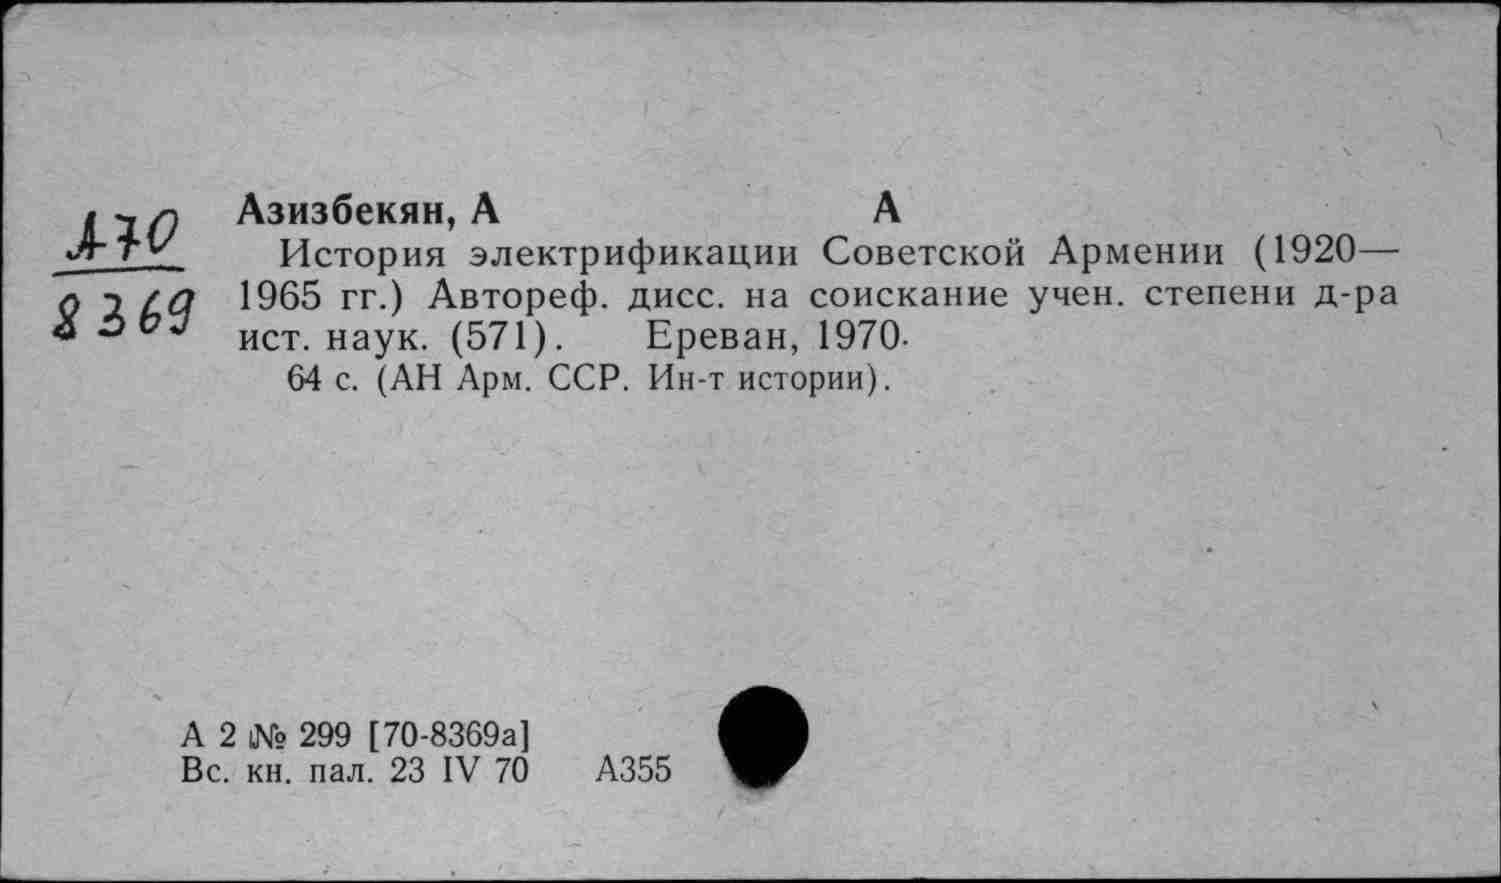 Азизбекян, А А
А70
История электрификации Советской Армении (1920—
8369
1965 гг.) Автореф. дисс. на соискание учен. степени д-ра
ист. наук. (571). Ереван, 1970.
64 с. (АН Арм. ССР. Ин-т истории).
А 2 № 299 [70-8369а]
Вс. кн. пал. 23 IV 70 А355